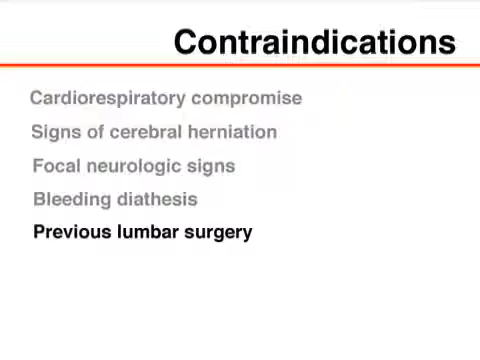 Contraindications
Cardiorespiratory compromise
Signs of cerebral herniation
Focal neurologic signs
Bleeding diathesis
Previous lumbar surgery